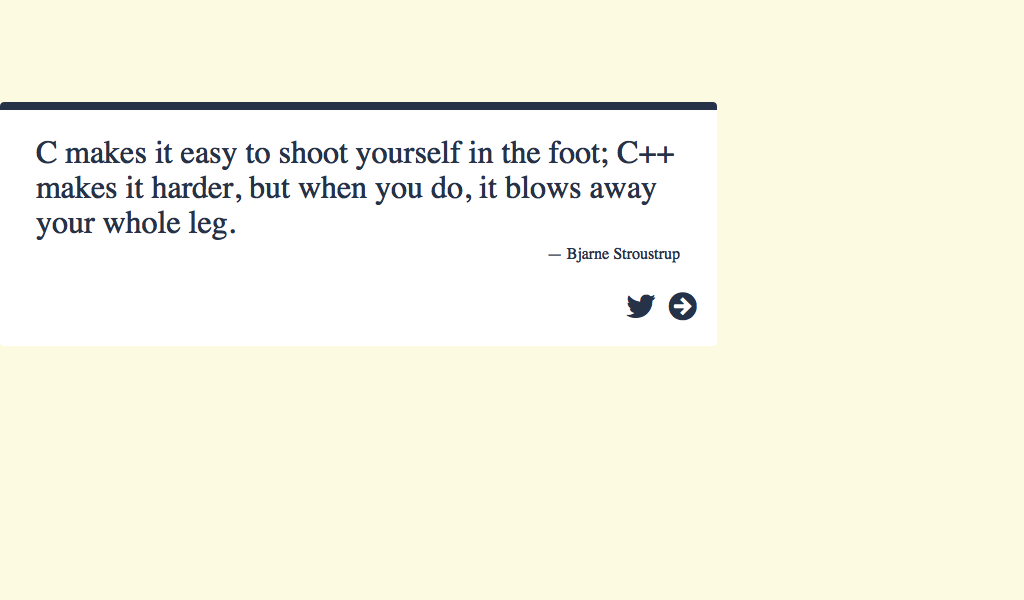 C makes it easy to shoot yourself in the foot; C++
makes it harder, but when you do, it blows away
your whole leg.
— Bjarne Stroustrup